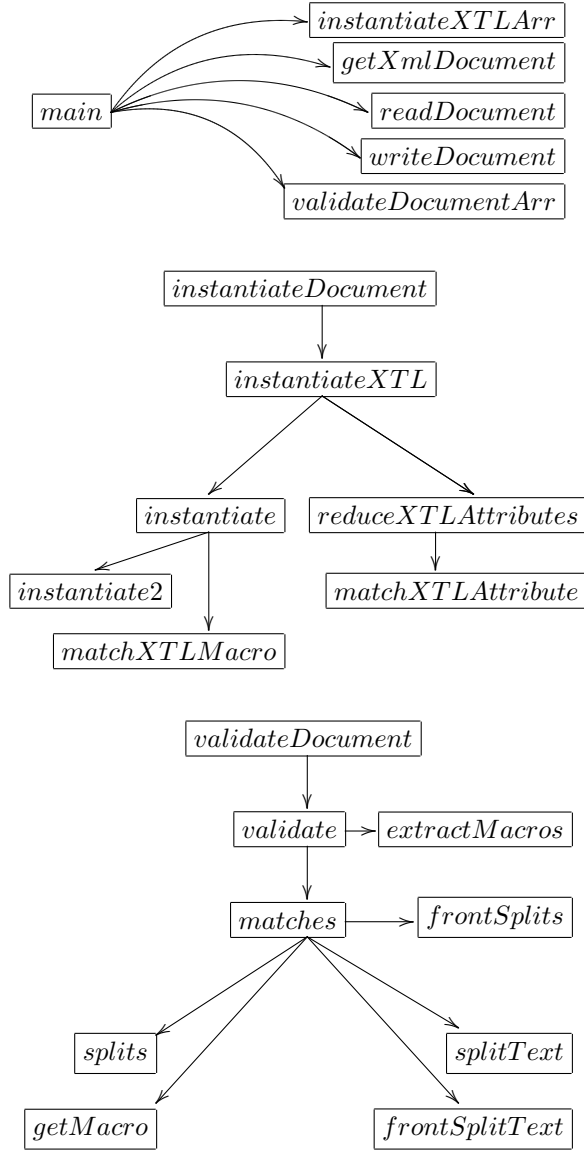 instantiateXTLArr
getXmlDocument
main
readDocument
writeDocument
validateDocumentArr
instantiateDocument
instantiateXTL
instantiate
reduceXTLAttributes
instantiate2
matchXTLAttribute
matchXTLMacro
validateDocument
validate
extractMacros
matches
frontSplits
splits
splitText
getMacro
frontSplitText